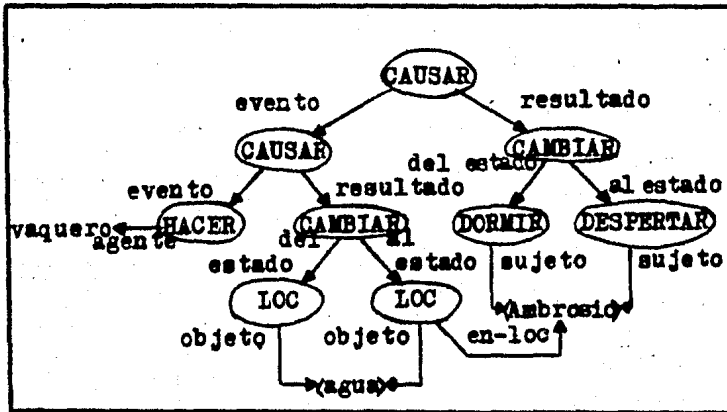 CAUSAR
evento resultado
CAUSAR CAMBIAR
del estado
evento resultado al estado
vaquero HACER CAMBIAR DORMIR DESPERTAR
agente del al
estado estado sujeto sujeto
LOC LOC (Ambrosio)
objeto objeto en-loc
(agua)